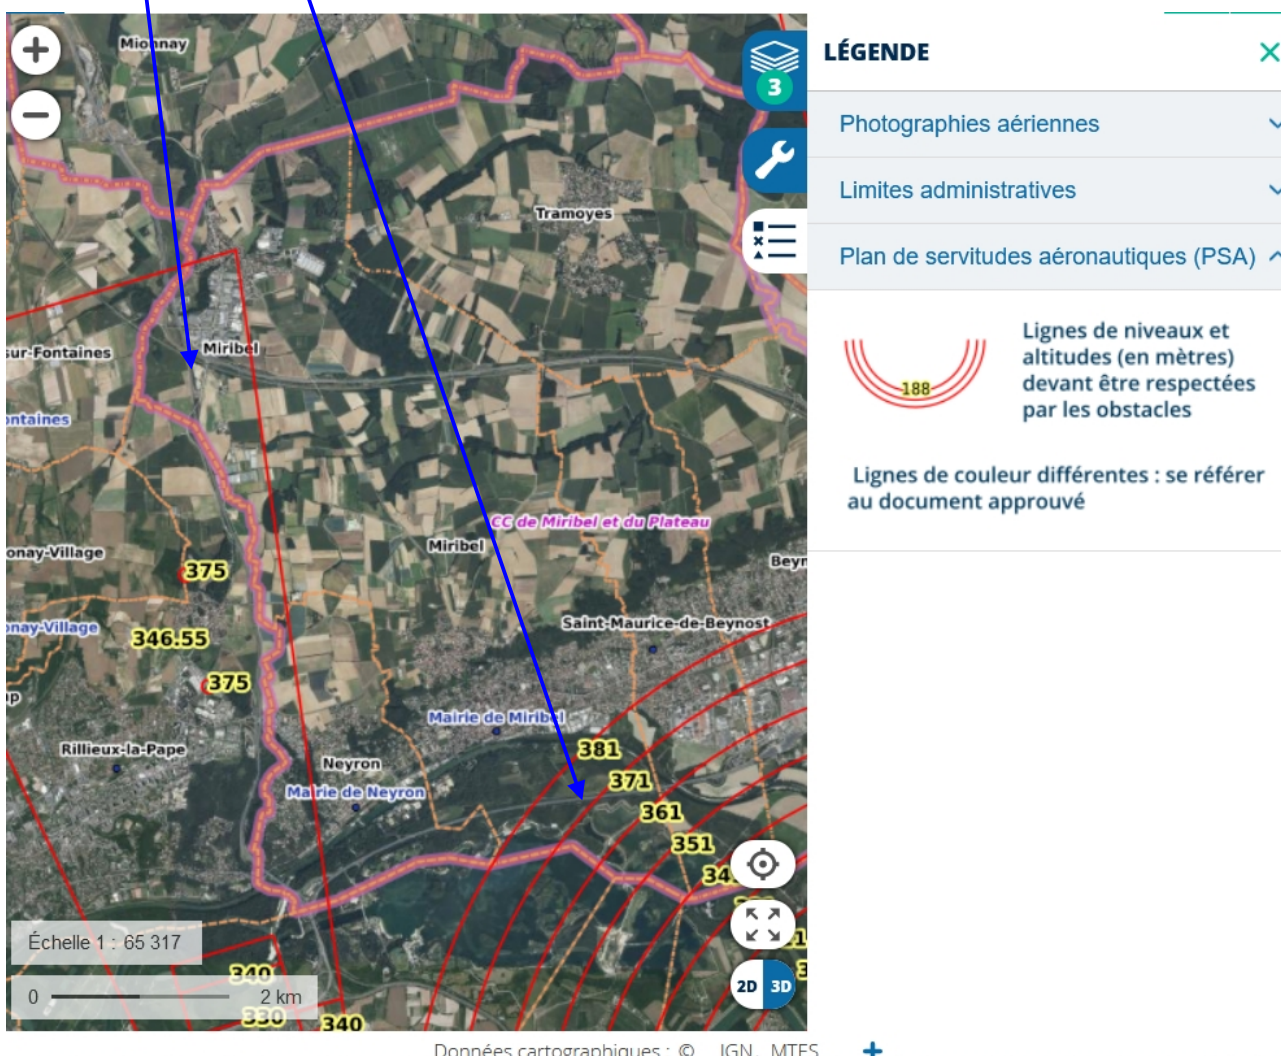 Mionnay
3
LÉGENDE
Photographies aériennes
Limites administratives
Plan de servitudes aéronautiques (PSA)
Lignes de niveaux et
altitudes (en mètres)
devant être respectées
par les obstacles
188
Lignes de couleur différentes : se référer
au document approuvé
Tramoyes
sur-Fontaines
Miribel
ontaines
CC de Miribel et du Plateau
Miribel
onay-Village
Beyn
375
onay-Village
346.55
Saint-Maurice-de-Beynost
375
Mairie de Miribel
Rillieux-la-Pape
Neyron
381
371
Mairie de Neyron
361
351
Échelle 1 : 65 317
340
0
2 km
2D
3D
330
340
Données cartographiques : © IGN, MTES